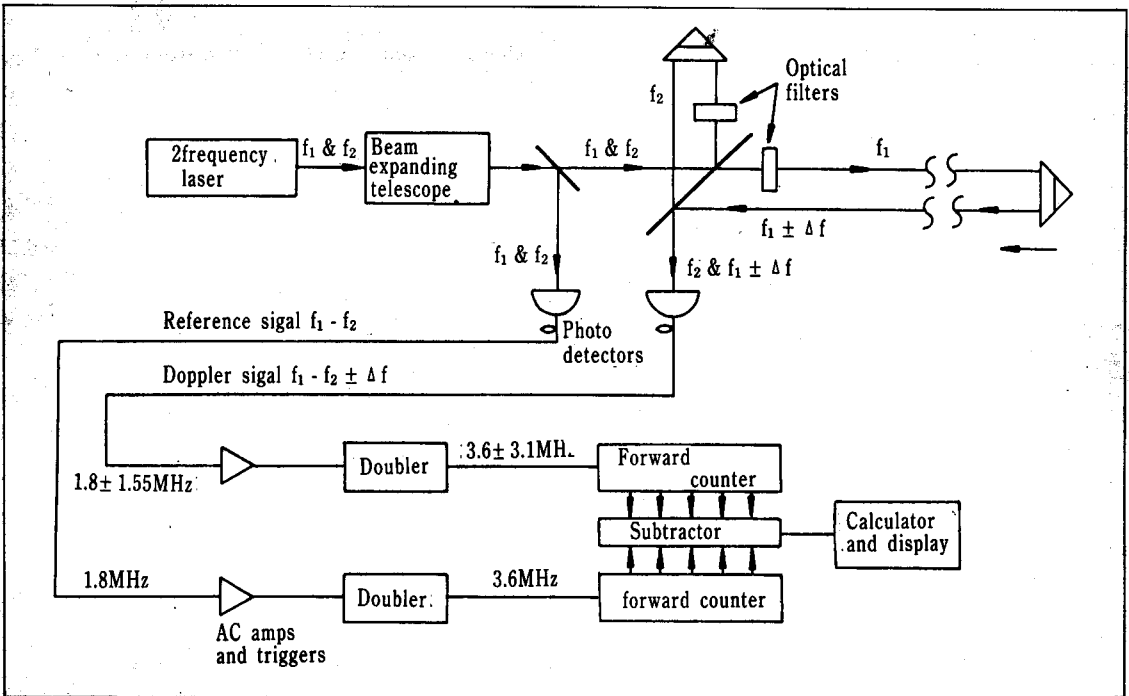 Optical
filters
f₂
f₁
2frequency
laser
f₁ & f₂
Beam
expanding
telescope
f₁ & f₂
f₁ ± Δf
f₁ & f₂
f₂ & f₁ ± Δf
Reference sigal f₁ - f₂
Photo
detectors
Doppler sigal f₁ - f₂ ± Δf
1.8± 1.55MHz
Doubler
3.6± 3.1MHz
Forward
counter
Subtractor
Calculator
and display
1.8MHz
Doubler
3.6MHz
forward counter
AC amps
and triggers